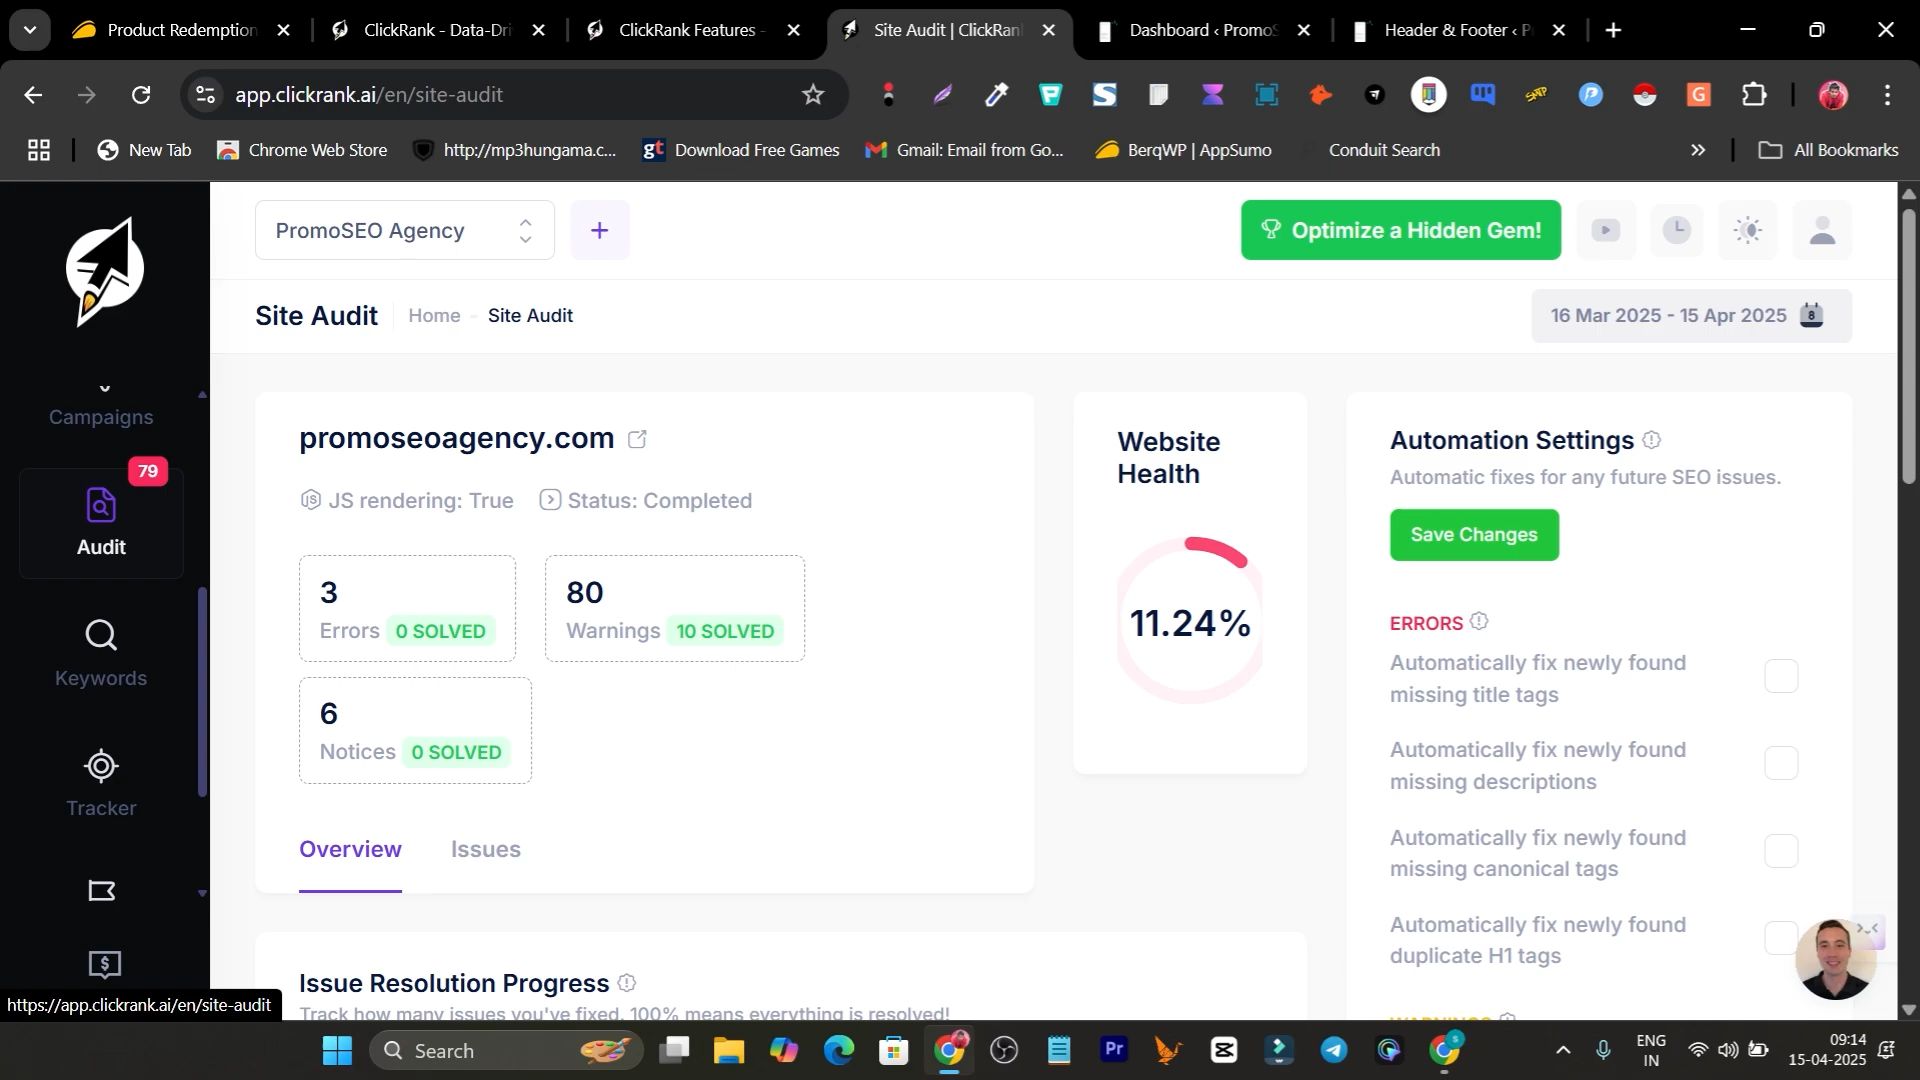 Product Redemption
ClickRank - Data-Dri
ClickRank Features -
Site Audit | ClickRan
Dashboard ‹ PromoS
Header & Footer ‹ P
app.clickrank.ai/en/site-audit
New Tab
Chrome Web Store
http://mp3hungama.c...
gt
Download Free Games
Gmail: Email from Go...
BerqWP | AppSumo
Conduit Search
All Bookmarks
PromoSEO Agency
+
Optimize a Hidden Gem!
Site Audit
Home - Site Audit
16 Mar 2025 - 15 Apr 2025
8
Campaigns
79
Audit
Keywords
Tracker
promoseoagency.com
JS rendering: True
Status: Completed
3
Errors 0 SOLVED
80
Warnings 10 SOLVED
6
Notices 0 SOLVED
Overview
Issues
Website
Health
11.24%
Automation Settings
Automatic fixes for any future SEO issues.
Save Changes
ERRORS
Automatically fix newly found
missing title tags
Automatically fix newly found
missing descriptions
Automatically fix newly found
missing canonical tags
Automatically fix newly found
duplicate H1 tags
WARNINGS
Issue Resolution Progress
Track how many issues you've fixed. 100% means everything is resolved!
https://app.clickrank.ai/en/site-audit
Search
Pr
ENG
IN
09:14
15-04-2025